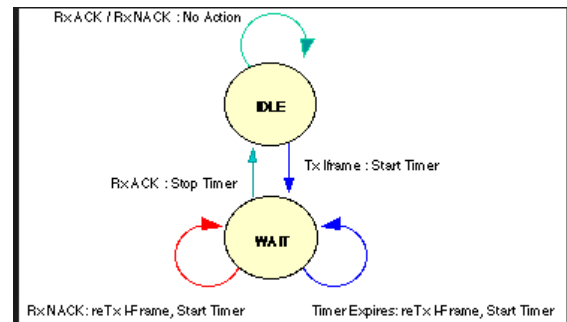 RxACK / RxNACK : No Action
IDLE
Tx Iframe : Start Timer
RxACK : Stop Timer
WAIT
RxNACK: reTx I-Frame, Start Timer
Timer Expires: reTx I-Frame, Start Timer